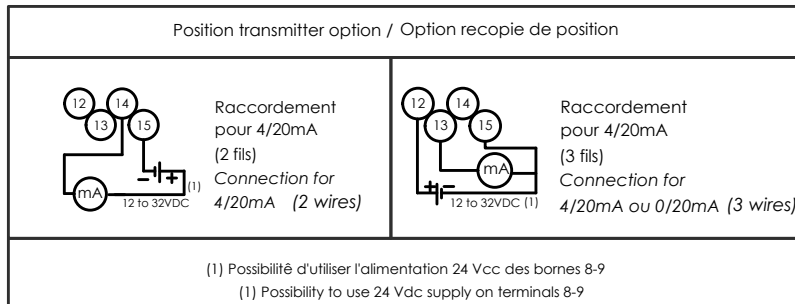 Position transmitter option / Option recopie de position
12
14
13
15
Raccordement
pour 4/20mA
(2 fils)
Connection for
4/20mA (2 wires)
mA
- +
(1)
12 to 32VDC
12
14
13
15
Raccordement
pour 4/20mA
(3 fils)
Connection for
4/20mA ou 0/20mA (3 wires)
mA
+ -
12 to 32VDC (1)
(1) Possibilitê d'utiliser l'alimentation 24 Vcc des bornes 8-9
(1) Possibility to use 24 Vdc supply on terminals 8-9